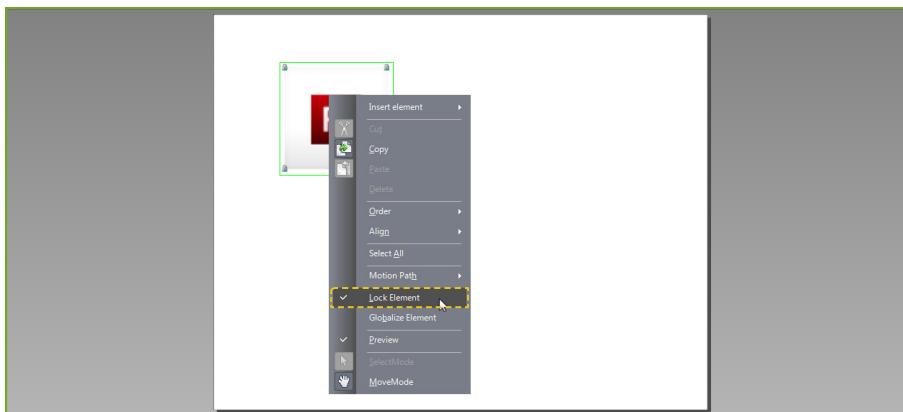 Insert element
Cut
Copy
Paste
Delete
Order
Align
Select All
Motion Path
Lock Element
Globalize Element
Preview
SelectMode
MoveMode